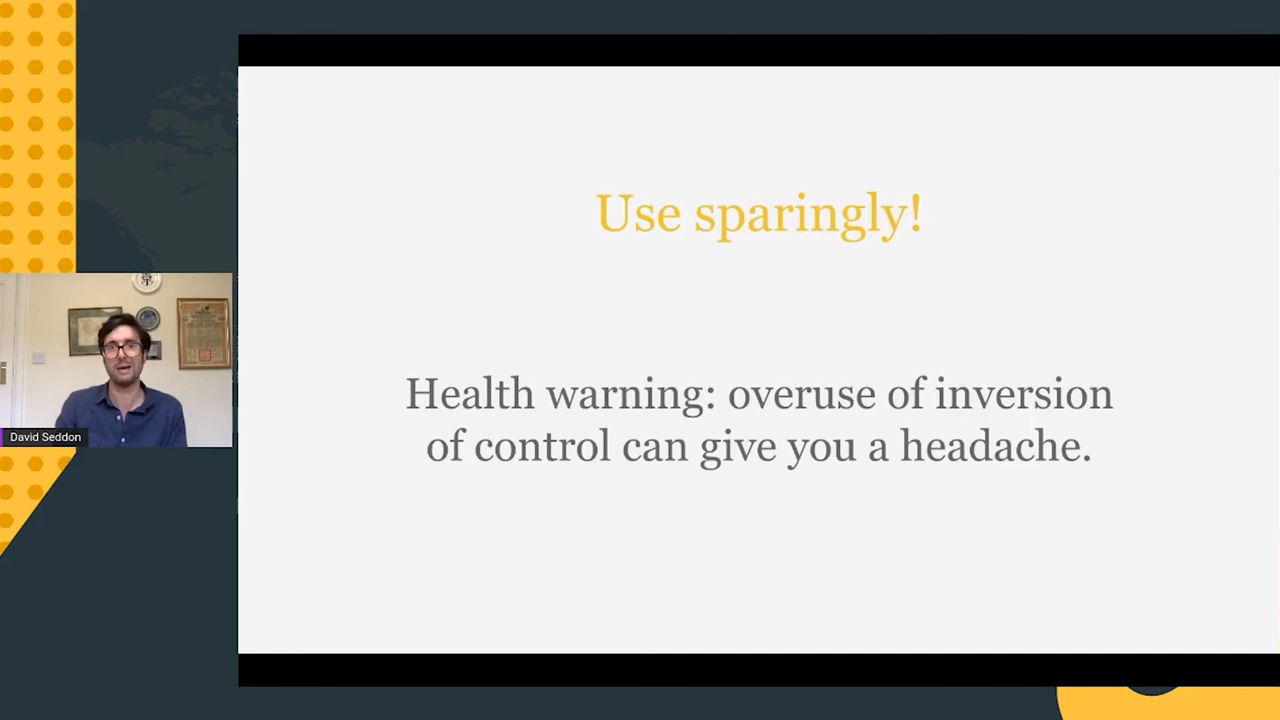 Use sparingly!
Health warning: overuse of inversion
of control can give you a headache.
David Seddon